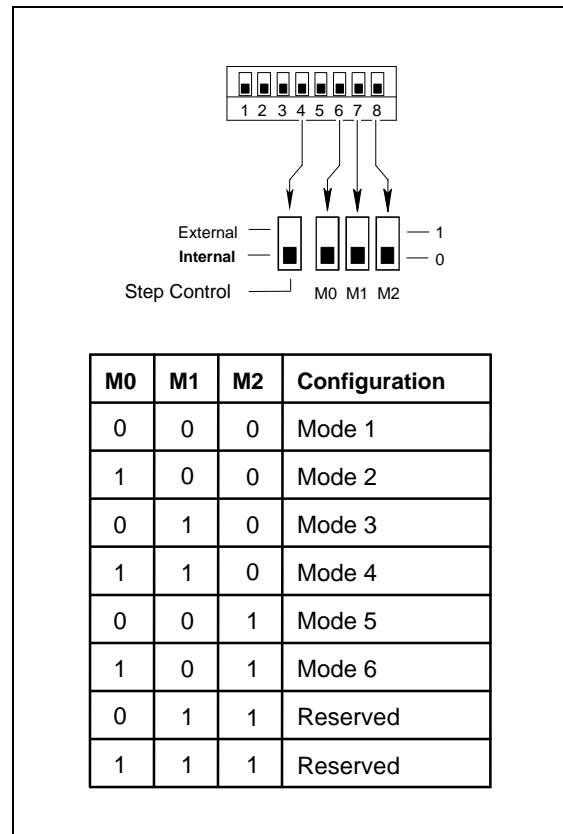 1 2 3 4 5 6 7 8
External 1
Internal 0
Step Control M0 M1 M2
M0 M1 M2 Configuration
0 0 0 Mode 1
1 0 0 Mode 2
0 1 0 Mode 3
1 1 0 Mode 4
0 0 1 Mode 5
1 0 1 Mode 6
0 1 1 Reserved
1 1 1 Reserved